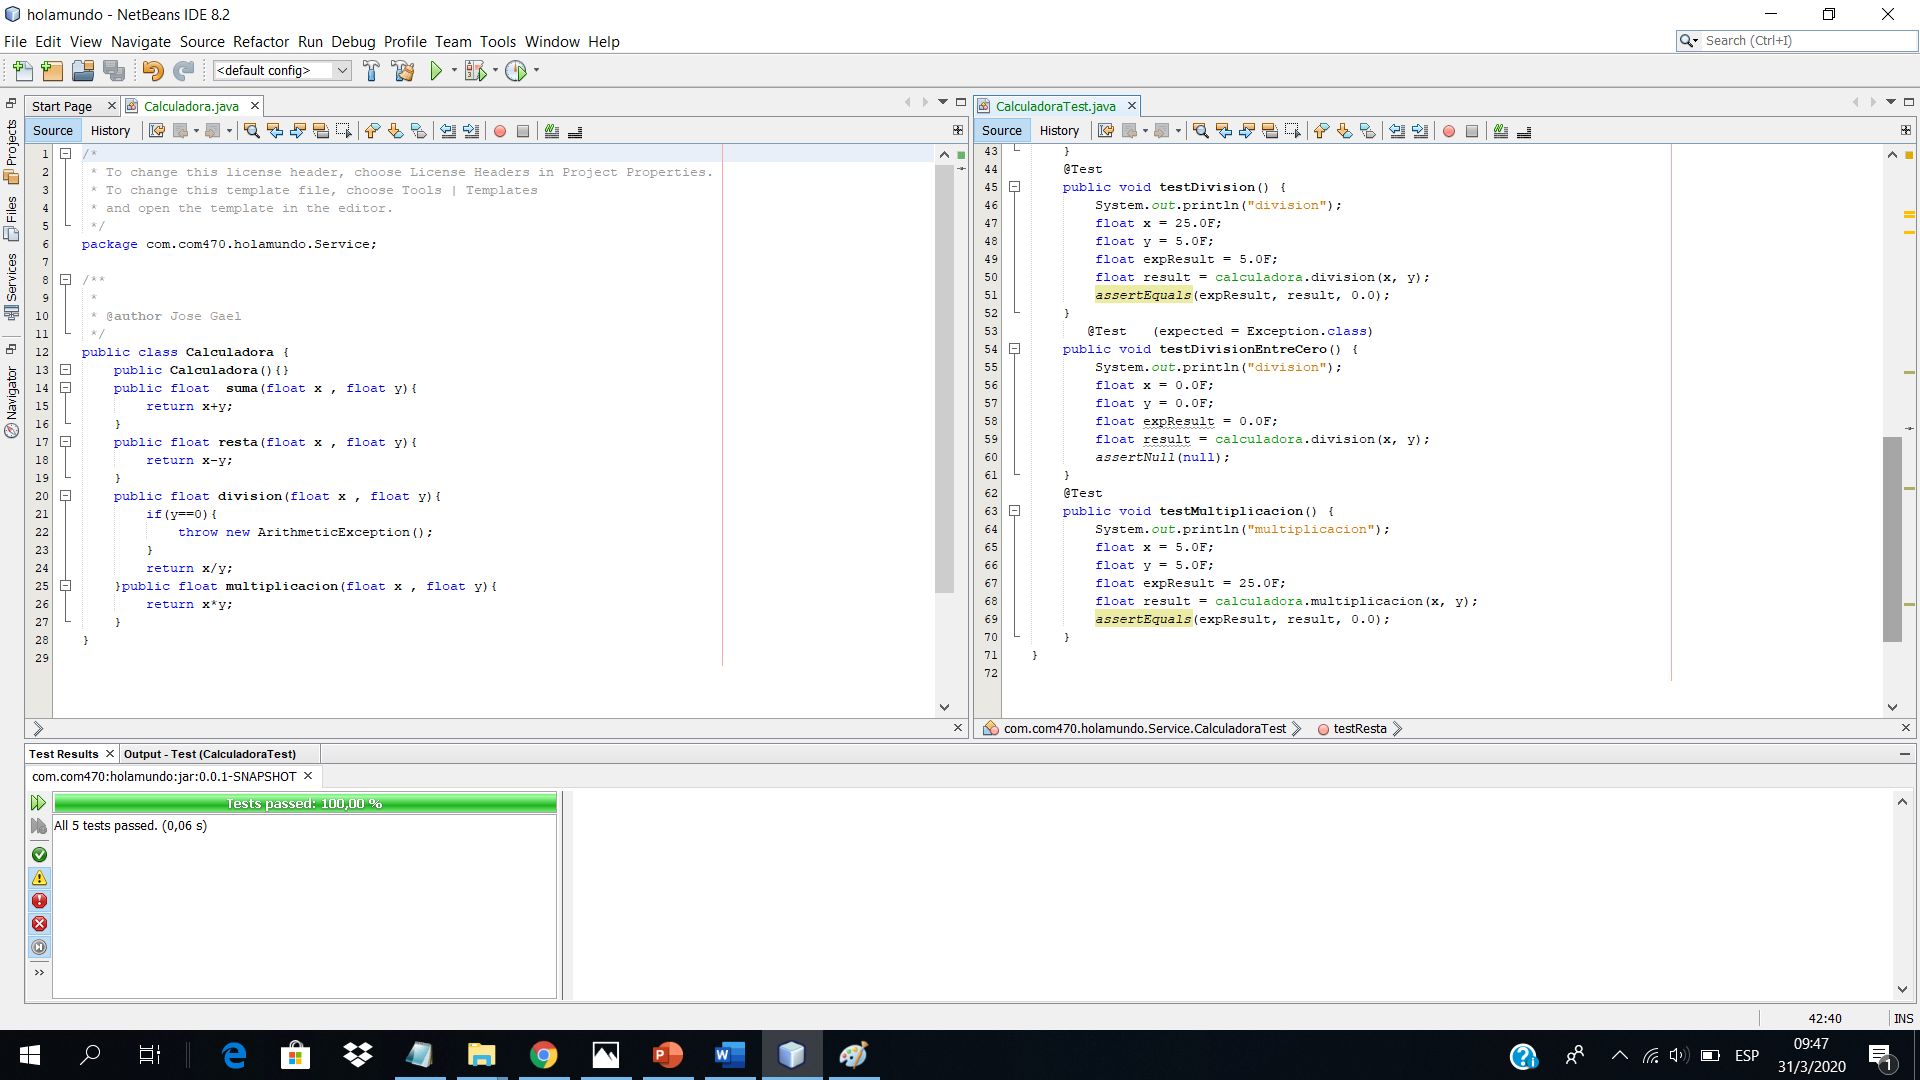 holamundo - NetBeans IDE 8.2
File Edit View Navigate Source Refactor Run Debug Profile Team Tools Window Help
Search (Ctrl+I)
<default config>
Projects
Files
Services
Navigator
Start Page
Calculadora.java
Source History
1 /*
2 * To change this license header, choose License Headers in Project Properties.
3 * To change this template file, choose Tools | Templates
4 * and open the template in the editor.
5 */
6 package com.com470.holamundo.Service;
7
8 /**
9 *
10 * @author Jose Gael
11 */
12 public class Calculadora {
13 public Calculadora(){}
14 public float  suma(float x , float y){
15 return x+y;
16 }
17 public float resta(float x , float y){
18 return x-y;
19 }
20 public float division(float x , float y){
21 if(y==0){
22 throw new ArithmeticException();
23 }
24 return x/y;
25 }public float multiplicacion(float x , float y){
26 return x*y;
27 }
28 }
29
CalculadoraTest.java
Source History
43 }
44 @Test
45 public void testDivision() {
46 System.out.println("division");
47 float x = 25.0F;
48 float y = 5.0F;
49 float expResult = 5.0F;
50 float result = calculadora.division(x, y);
51 assertEquals(expResult, result, 0.0);
52 }
53 @Test   (expected = Exception.class)
54 public void testDivisionEntreCero() {
55 System.out.println("division");
56 float x = 0.0F;
57 float y = 0.0F;
58 float expResult = 0.0F;
59 float result = calculadora.division(x, y);
60 assertNull(null);
61 }
62 @Test
63 public void testMultiplicacion() {
64 System.out.println("multiplicacion");
65 float x = 5.0F;
66 float y = 5.0F;
67 float expResult = 25.0F;
68 float result = calculadora.multiplicacion(x, y);
69 assertEquals(expResult, result, 0.0);
70 }
71 }
72
com.com470.holamundo.Service.CalculadoraTest testResta
Test Results Output - Test (CalculadoraTest)
com.com470:holamundo:jar:0.0.1-SNAPSHOT
Tests passed: 100,00 %
All 5 tests passed. (0,06 s)
42:40 INS
ESP
09:47
31/3/2020
1